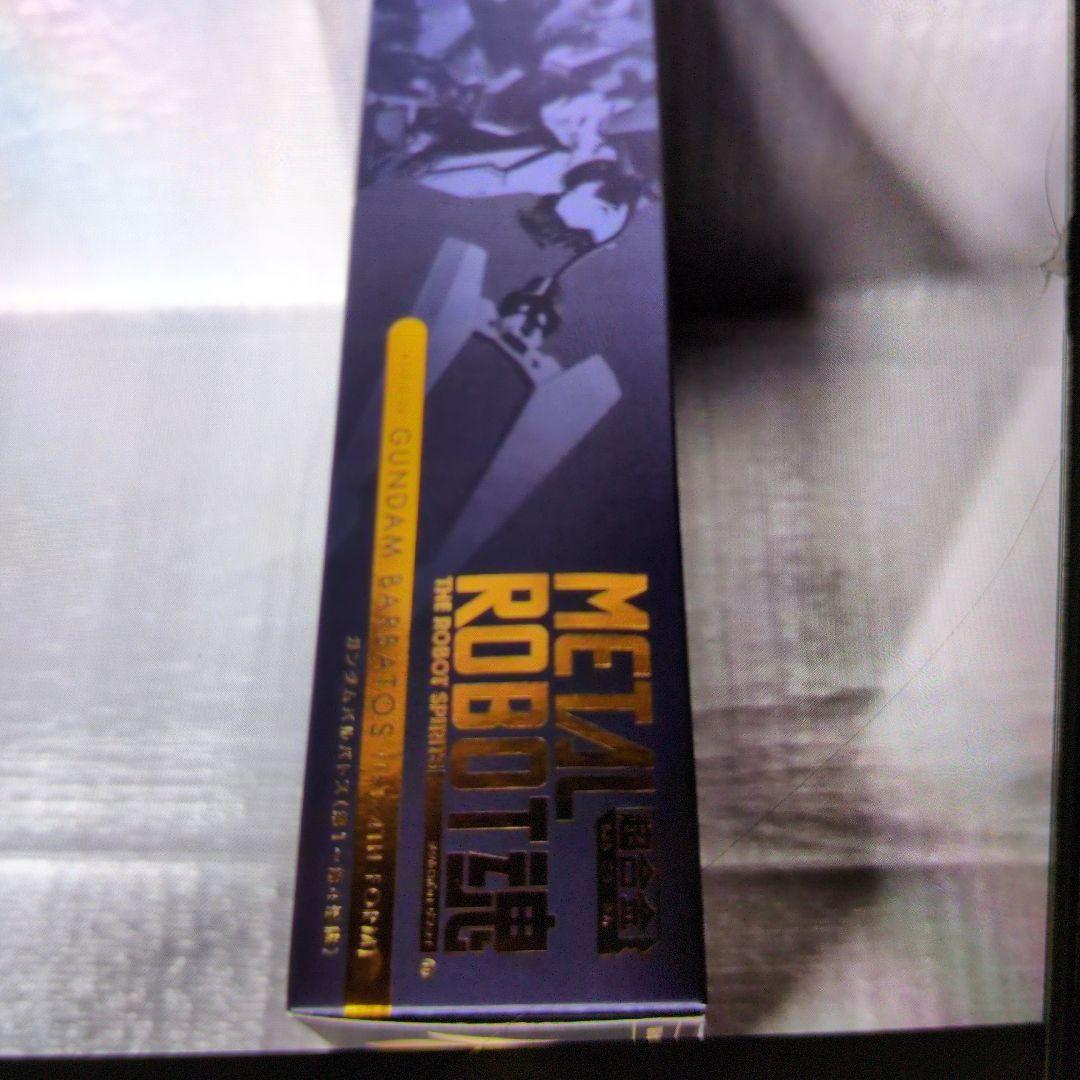 METAL
超合金
ROBOT魂
THE ROBOT SPIRITS
GUNDAM BARBATOS (1st-4TH FORM)
ガンダムバルバトス(第1~第4形態)